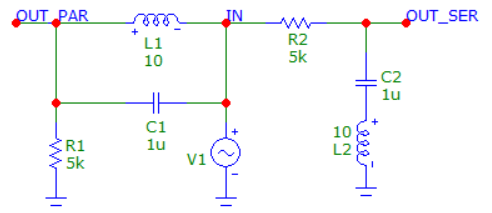 OUT_PAR
IN
OUT_SER
+ -
L1
10
R2
5k
C2
1u
C1
1u
R1
5k
V1
+
-
10
L2
+
-